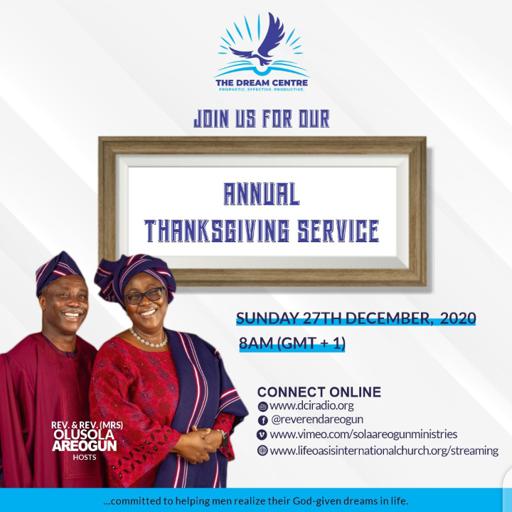 THE DREAM CENTRE
PROPHETIC. EFFECTIVE. PRODUCTIVE.
JOIN US FOR OUR
ANNUAL
THANKSGIVING SERVICE
SUNDAY 27TH DECEMBER, 2020
8AM (GMT + 1)
CONNECT ONLINE
www.dciradio.org
@reverendareogun
www.vimeo.com/solaareogunministries
www.lifeoasisinternationalchurch.org/streaming
REV. & REV. (MRS)
OLUSOLA
AREOGUN
HOSTS
...committed to helping men realize their God-given dreams in life.